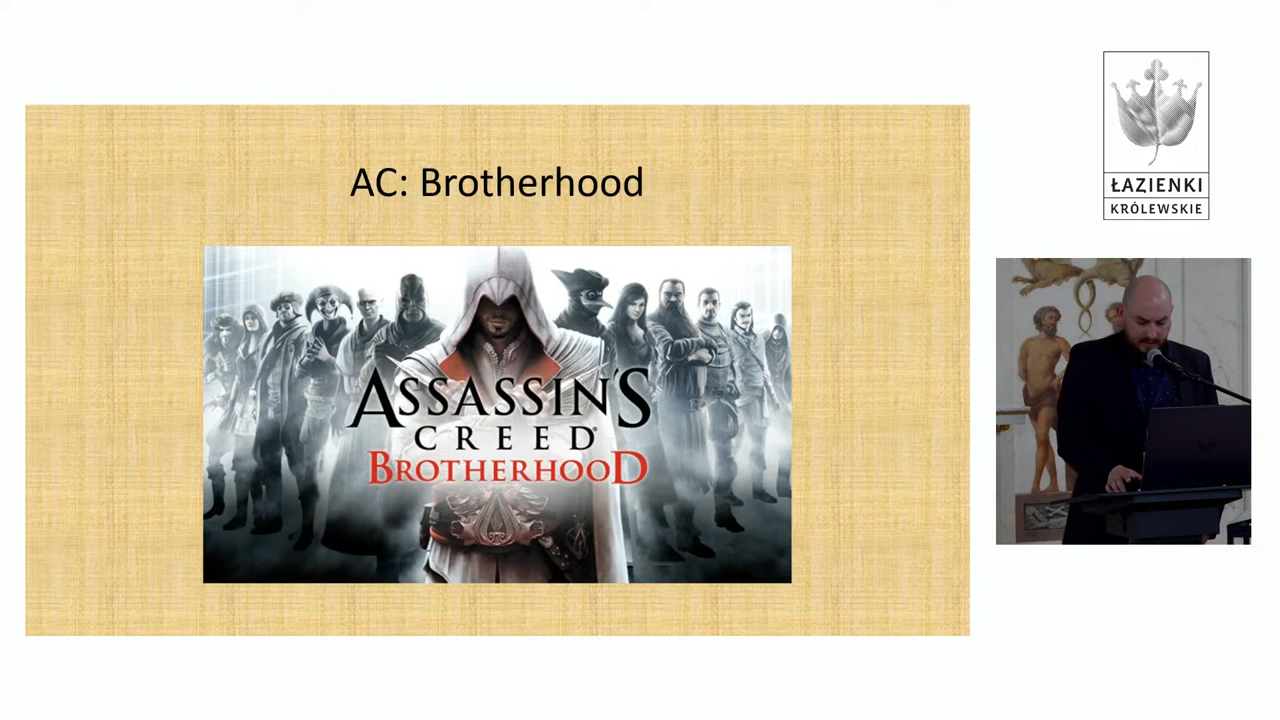 AC: Brotherhood
ASSASSIN'S
CREED
BROTHERHOOD
ŁAZIENKI
KRÓLEWSKIE